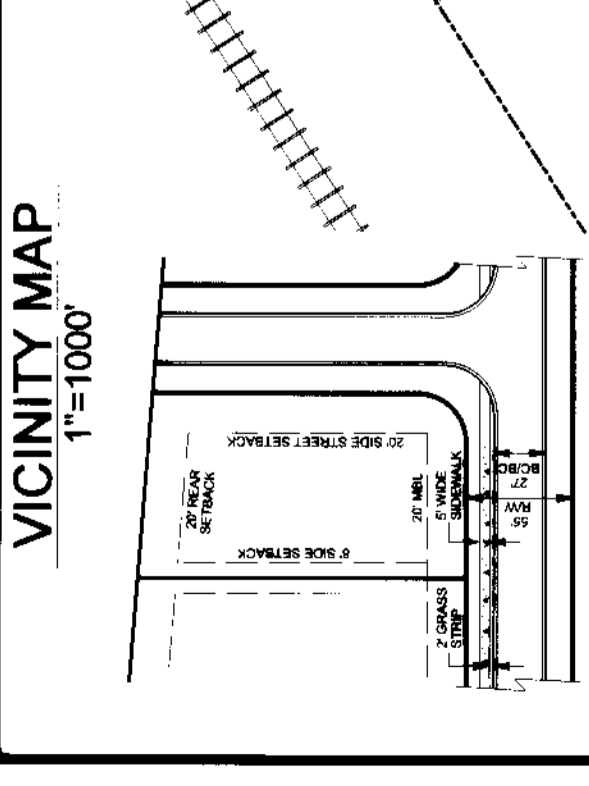 VICINITY MAP
1"=1000'
20' REAR
SETBACK
20' SIDE STREET SETBACK
8' SIDE SETBACK
20' MBL
5' WIDE
SIDEWALK
2' GRASS
STRIP
27'
BC/BC
55'
R/W